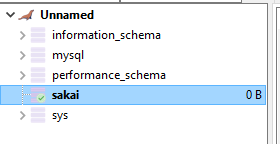 Unnamed
information_schema
mysql
performance_schema
sakai 0 B
sys